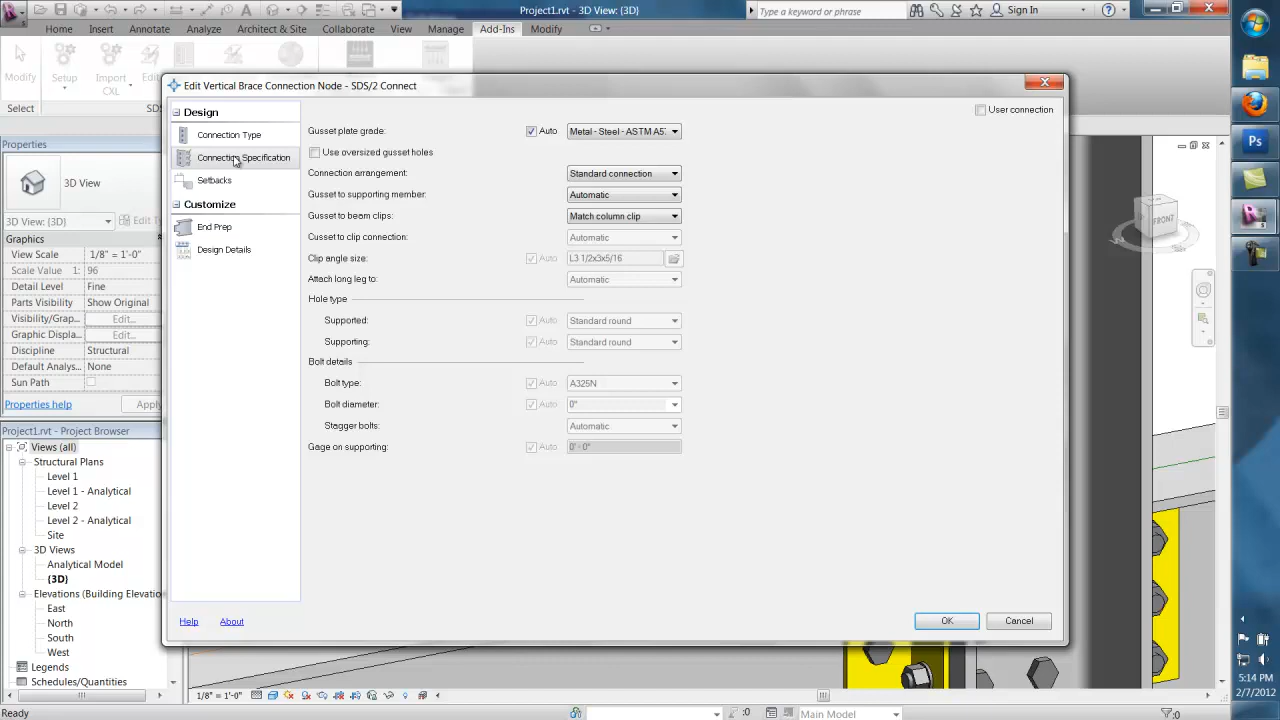 Project1.rvt - 3D View: {3D}
Type a keyword or phrase
Sign In
Home Insert Annotate Analyze Architect & Site Collaborate View Manage Add-Ins Modify
Modify Setup Import CXL
Select
Edit Vertical Brace Connection Node - SDS/2 Connect
Design
Connection Type
Connection Specification
Setbacks
Customize
End Prep
Design Details
User connection
Gusset plate grade: Auto Metal - Steel - ASTM A57
Use oversized gusset holes
Connection arrangement: Standard connection
Gusset to supporting member: Automatic
Gusset to beam clips: Match column clip
Gusset to clip connection: Automatic
Clip angle size: Auto L3 1/2x3x5/16
Attach long leg to: Automatic
Hole type
Supported: Auto Standard round
Supporting: Auto Standard round
Bolt details
Bolt type: Auto A325N
Bolt diameter: Auto 0"
Stagger bolts: Automatic
Gage on supporting: Auto 0'- 0"
Help About
OK Cancel
Properties
3D View
3D View: {3D}
Graphics
View Scale 1/8" = 1'-0"
Scale Value 1: 96
Detail Level Fine
Parts Visibility Show Original
Visibility/Grap... Edit...
Graphic Displa... Edit...
Discipline Structural
Default Analys... None
Sun Path
Properties help Apply
Project1.rvt - Project Browser
Views (all)
Structural Plans
Level 1
Level 1 - Analytical
Level 2
Level 2 - Analytical
Site
3D Views
Analytical Model
{3D}
Elevations (Building Elevatio
East
North
South
West
Legends
Schedules/Quantities
FRONT
Ps
1/8" = 1'-0"
Ready
:0
Main Model
:0
5:14 PM
2/7/2012